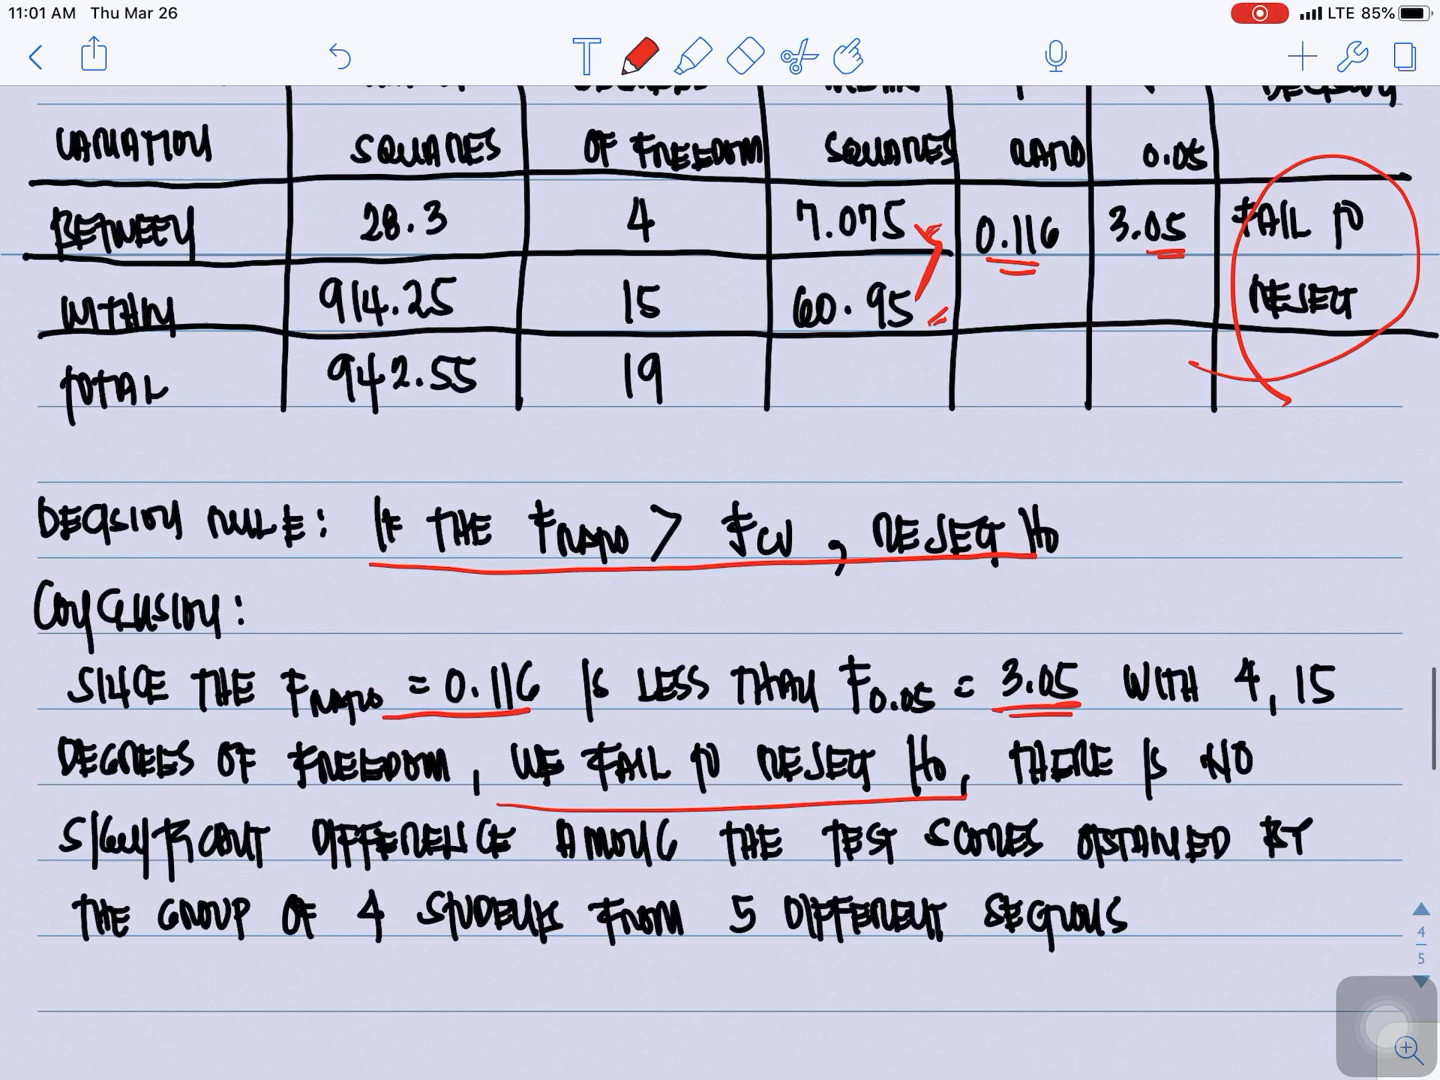 11:01 AM Thu Mar 26 LTE 85%
T
VARIATION SQUARES OF FREEDOM SQUARES RATIO 0.05
BETWEEN 28.3 4 7.075 0.116 3.05 FAIL TO
WITHIN 914.25 15 60.95 REJECT
TOTAL 942.55 19
DECISION RULE: IF THE FRATIO > FCV, REJECT H0
CONCLUSION:
SINCE THE FRATIO = 0.116 IS LESS THAN F0.05 = 3.05 WITH 4, 15
DEGREES OF FREEDOM, WE FAIL TO REJECT H0, THERE IS NO
SIGNIFICANT DIFFERENCE AMONG THE TEST SCORES OBTAINED BY
THE GROUP OF 4 STUDENTS FROM 5 DIFFERENT SECTIONS
4
5